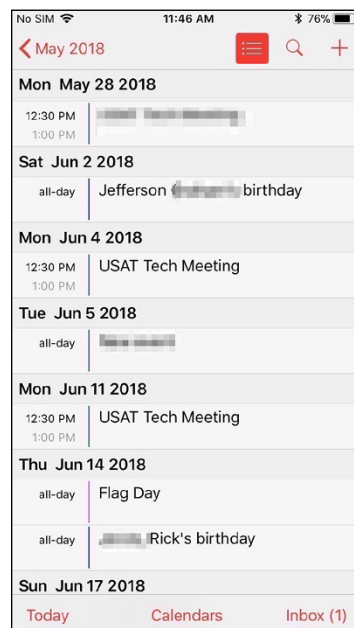 No SIM 11:46 AM 76%
May 2018
Mon May 28 2018
12:30 PM
1:00 PM
Sat Jun 2 2018
all-day Jefferson birthday
Mon Jun 4 2018
12:30 PM USAT Tech Meeting
1:00 PM
Tue Jun 5 2018
all-day
Mon Jun 11 2018
12:30 PM USAT Tech Meeting
1:00 PM
Thu Jun 14 2018
all-day Flag Day
all-day Rick's birthday
Sun Jun 17 2018
Today Calendars Inbox (1)